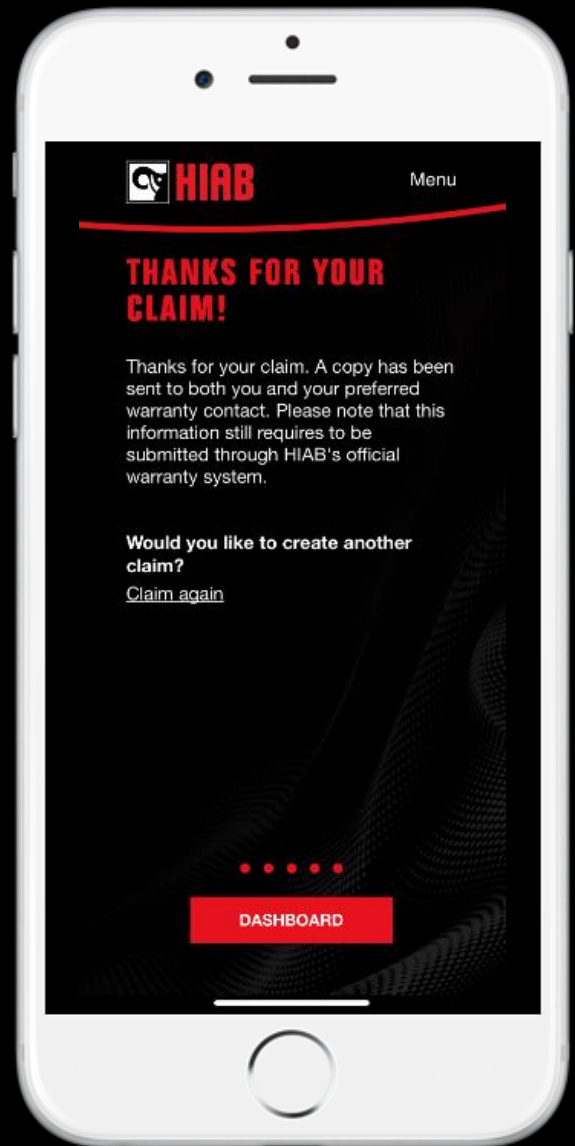 HIAB
Menu
THANKS FOR YOUR
CLAIM!
Thanks for your claim. A copy has been
sent to both you and your preferred
warranty contact. Please note that this
information still requires to be
submitted through HIAB's official
warranty system.
Would you like to create another
claim?
Claim again
DASHBOARD